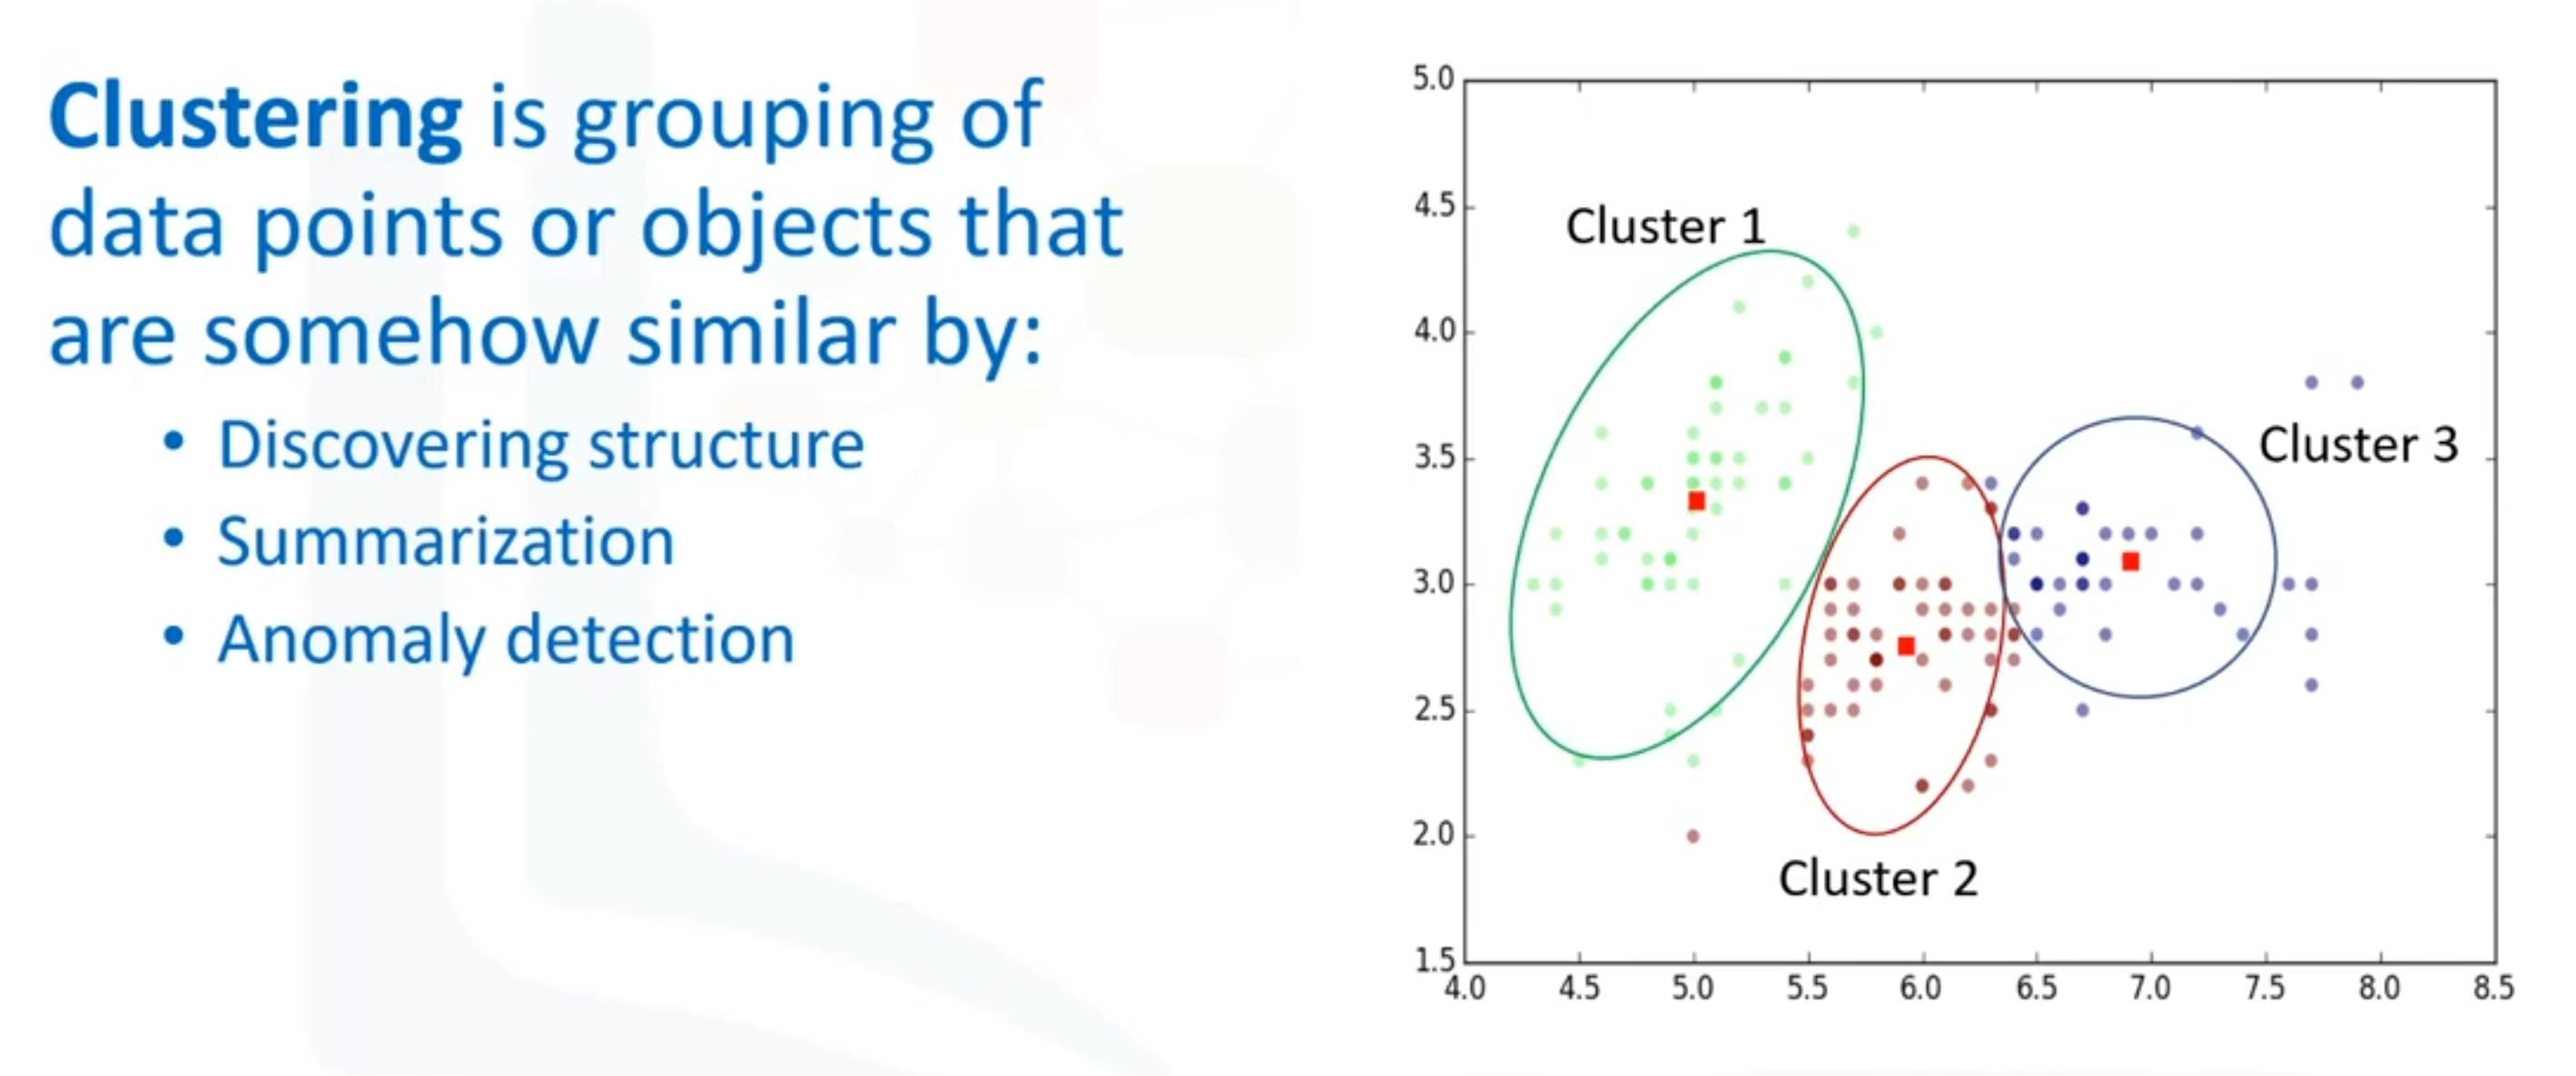 Clustering is grouping of
data points or objects that
are somehow similar by:
• Discovering structure
• Summarization
• Anomaly detection
5.0
4.5
4.0
3.5
3.0
2.5
2.0
1.5
Cluster 1
Cluster 3
Cluster 2
4.0 4.5 5.0 5.5 6.0 6.5 7.0 7.5 8.0 8.5